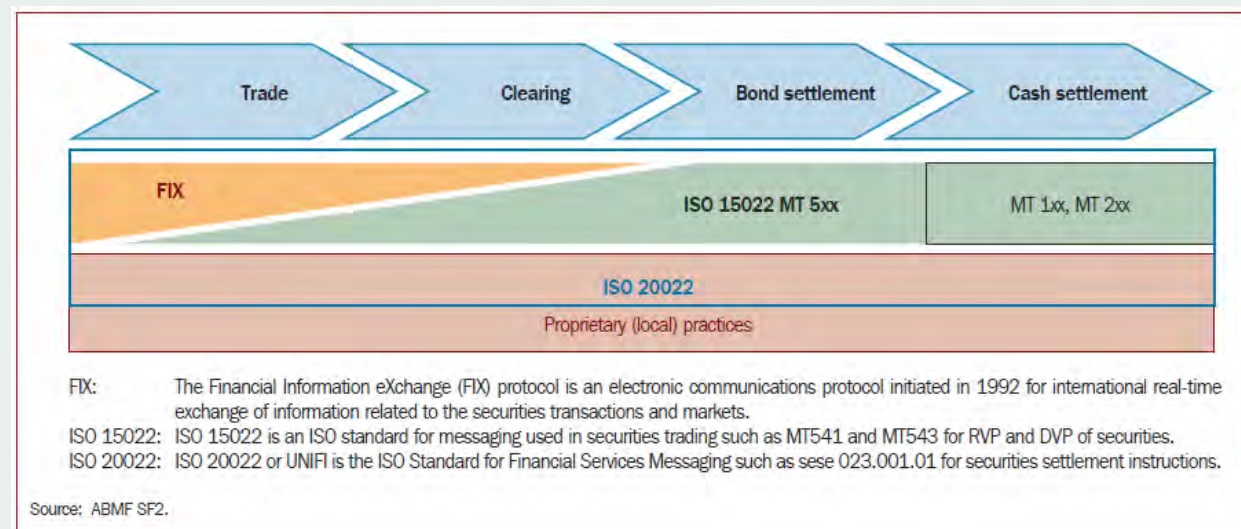 Trade
Clearing
Bond settlement
Cash settlement
FIX
ISO 15022 MT 5xx
MT 1xx, MT 2xx
ISO 20022
Proprietary (local) practices
FIX: The Financial Information eXchange (FIX) protocol is an electronic communications protocol initiated in 1992 for international real-time
exchange of information related to the securities transactions and markets.
ISO 15022: ISO 15022 is an ISO standard for messaging used in securities trading such as MT541 and MT543 for RVP and DVP of securities.
ISO 20022: ISO 20022 or UNIFI is the ISO Standard for Financial Services Messaging such as sese 023.001.01 for securities settlement instructions.
Source: ABMF SF2.